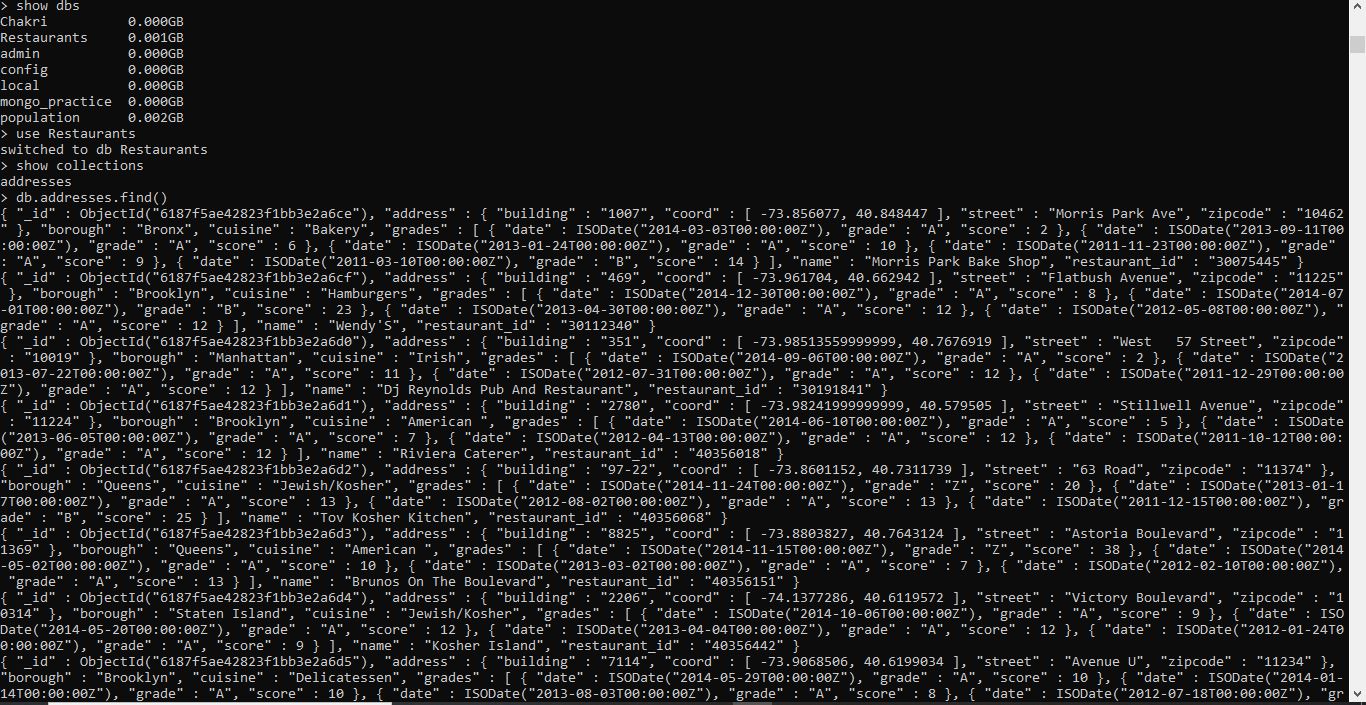 > show dbs
Chakri          0.000GB
Restaurants     0.001GB
admin           0.000GB
config          0.000GB
local           0.000GB
mongo_practice  0.000GB
population      0.002GB
> use Restaurants
switched to db Restaurants
> show collections
addresses
> db.addresses.find()
{ "_id" : ObjectId("6187f5ae42823f1bb3e2a6ce"), "address" : { "building" : "1007", "coord" : [ -73.856077, 40.848447 ], "street" : "Morris Park Ave", "zipcode" : "10462
" }, "borough" : "Bronx", "cuisine" : "Bakery", "grades" : [ { "date" : ISODate("2014-03-03T00:00:00Z"), "grade" : "A", "score" : 2 }, { "date" : ISODate("2013-09-11T00
:00:00Z"), "grade" : "A", "score" : 6 }, { "date" : ISODate("2013-01-24T00:00:00Z"), "grade" : "A", "score" : 10 }, { "date" : ISODate("2011-11-23T00:00:00Z"), "grade"
: "A", "score" : 9 }, { "date" : ISODate("2011-03-10T00:00:00Z"), "grade" : "B", "score" : 14 } ], "name" : "Morris Park Bake Shop", "restaurant_id" : "30075445" }
{ "_id" : ObjectId("6187f5ae42823f1bb3e2a6cf"), "address" : { "building" : "469", "coord" : [ -73.961704, 40.662942 ], "street" : "Flatbush Avenue", "zipcode" : "11225"
 }, "borough" : "Brooklyn", "cuisine" : "Hamburgers", "grades" : [ { "date" : ISODate("2014-12-30T00:00:00Z"), "grade" : "A", "score" : 8 }, { "date" : ISODate("2014-07
-01T00:00:00Z"), "grade" : "B", "score" : 23 }, { "date" : ISODate("2013-04-30T00:00:00Z"), "grade" : "A", "score" : 12 }, { "date" : ISODate("2012-05-08T00:00:00Z"), "
grade" : "A", "score" : 12 } ], "name" : "Wendy'S", "restaurant_id" : "30112340" }
{ "_id" : ObjectId("6187f5ae42823f1bb3e2a6d0"), "address" : { "building" : "351", "coord" : [ -73.98513559999999, 40.7676919 ], "street" : "West   57 Street", "zipcode"
 : "10019" }, "borough" : "Manhattan", "cuisine" : "Irish", "grades" : [ { "date" : ISODate("2014-09-06T00:00:00Z"), "grade" : "A", "score" : 2 }, { "date" : ISODate("2
013-07-22T00:00:00Z"), "grade" : "A", "score" : 11 }, { "date" : ISODate("2012-07-31T00:00:00Z"), "grade" : "A", "score" : 12 }, { "date" : ISODate("2011-12-29T00:00:00
Z"), "grade" : "A", "score" : 12 } ], "name" : "Dj Reynolds Pub And Restaurant", "restaurant_id" : "30191841" }
{ "_id" : ObjectId("6187f5ae42823f1bb3e2a6d1"), "address" : { "building" : "2780", "coord" : [ -73.98241999999999, 40.579505 ], "street" : "Stillwell Avenue", "zipcode"
 : "11224" }, "borough" : "Brooklyn", "cuisine" : "American ", "grades" : [ { "date" : ISODate("2014-06-10T00:00:00Z"), "grade" : "A", "score" : 5 }, { "date" : ISODate
("2013-06-05T00:00:00Z"), "grade" : "A", "score" : 7 }, { "date" : ISODate("2012-04-13T00:00:00Z"), "grade" : "A", "score" : 12 }, { "date" : ISODate("2011-10-12T00:00:
00Z"), "grade" : "A", "score" : 12 } ], "name" : "Riviera Caterer", "restaurant_id" : "40356018" }
{ "_id" : ObjectId("6187f5ae42823f1bb3e2a6d2"), "address" : { "building" : "97-22", "coord" : [ -73.8601152, 40.7311739 ], "street" : "63 Road", "zipcode" : "11374" },
"borough" : "Queens", "cuisine" : "Jewish/Kosher", "grades" : [ { "date" : ISODate("2014-11-24T00:00:00Z"), "grade" : "Z", "score" : 20 }, { "date" : ISODate("2013-01-1
7T00:00:00Z"), "grade" : "A", "score" : 13 }, { "date" : ISODate("2012-08-02T00:00:00Z"), "grade" : "A", "score" : 13 }, { "date" : ISODate("2011-12-15T00:00:00Z"), "gr
ade" : "B", "score" : 25 } ], "name" : "Tov Kosher Kitchen", "restaurant_id" : "40356068" }
{ "_id" : ObjectId("6187f5ae42823f1bb3e2a6d3"), "address" : { "building" : "8825", "coord" : [ -73.8803827, 40.7643124 ], "street" : "Astoria Boulevard", "zipcode" : "1
1369" }, "borough" : "Queens", "cuisine" : "American ", "grades" : [ { "date" : ISODate("2014-11-15T00:00:00Z"), "grade" : "Z", "score" : 38 }, { "date" : ISODate("2014
-05-02T00:00:00Z"), "grade" : "A", "score" : 10 }, { "date" : ISODate("2013-03-02T00:00:00Z"), "grade" : "A", "score" : 7 }, { "date" : ISODate("2012-02-10T00:00:00Z"),
 "grade" : "A", "score" : 13 } ], "name" : "Brunos On The Boulevard", "restaurant_id" : "40356151" }
{ "_id" : ObjectId("6187f5ae42823f1bb3e2a6d4"), "address" : { "building" : "2206", "coord" : [ -74.1377286, 40.6119572 ], "street" : "Victory Boulevard", "zipcode" : "1
0314" }, "borough" : "Staten Island", "cuisine" : "Jewish/Kosher", "grades" : [ { "date" : ISODate("2014-10-06T00:00:00Z"), "grade" : "A", "score" : 9 }, { "date" : ISO
Date("2014-05-20T00:00:00Z"), "grade" : "A", "score" : 12 }, { "date" : ISODate("2013-04-04T00:00:00Z"), "grade" : "A", "score" : 12 }, { "date" : ISODate("2012-01-24T0
0:00:00Z"), "grade" : "A", "score" : 9 } ], "name" : "Kosher Island", "restaurant_id" : "40356442" }
{ "_id" : ObjectId("6187f5ae42823f1bb3e2a6d5"), "address" : { "building" : "7114", "coord" : [ -73.9068506, 40.6199034 ], "street" : "Avenue U", "zipcode" : "11234" },
"borough" : "Brooklyn", "cuisine" : "Delicatessen", "grades" : [ { "date" : ISODate("2014-05-29T00:00:00Z"), "grade" : "A", "score" : 10 }, { "date" : ISODate("2014-01-
14T00:00:00Z"), "grade" : "A", "score" : 10 }, { "date" : ISODate("2013-08-03T00:00:00Z"), "grade" : "A", "score" : 8 }, { "date" : ISODate("2012-07-18T00:00:00Z"), "gr